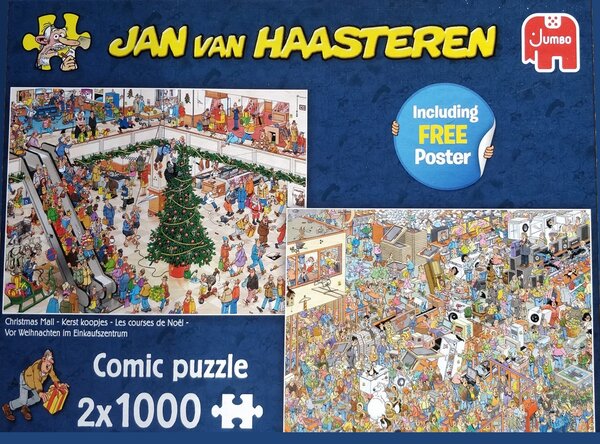 JAN VAN HAASTEREN
Jumbo
Including
FREE
Poster
Christmas Mall - Kerst koopjes - Les courses de Noël -
Vor Weihnachten im Einkaufszentrum
Comic puzzle
2x1000